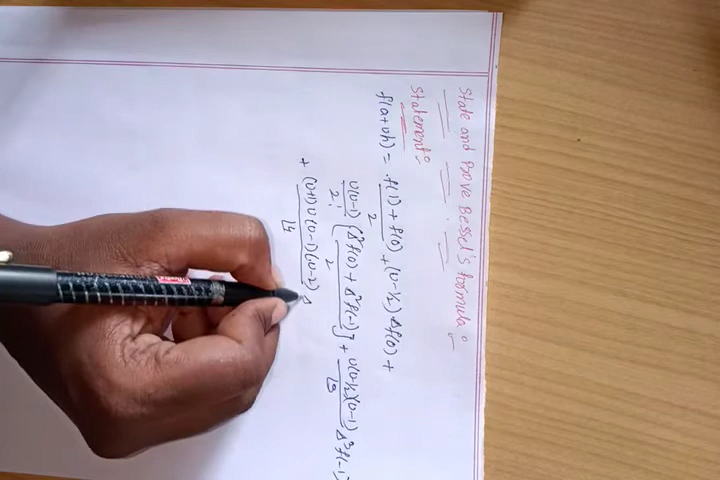 State and Prove Bessel's formula :-
Statement :-
f(a+uh) = f(1) + f(0) / 2 + (u-1/2) Δf(0) +
u(u-1) / 2! [Δ²f(0) + Δ²f(-1) / 2] + u(u-1/2)(u-1) / ⌊3 Δ³f(-1)
+ (u+1)u(u-1)(u-2) / ⌊4 Δ